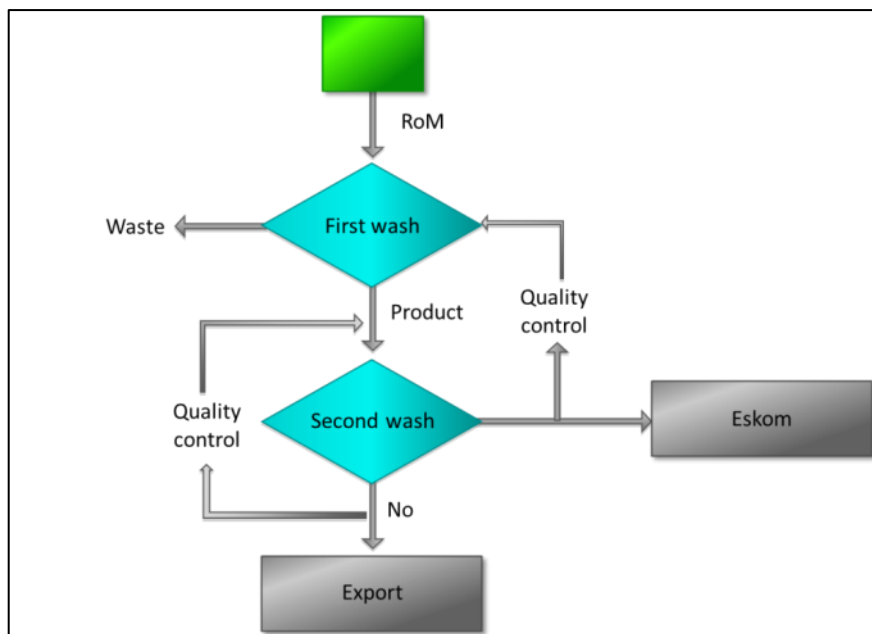 RoM
First wash
Waste
Product
Quality
control
Quality
control
Second wash
Eskom
No
Export